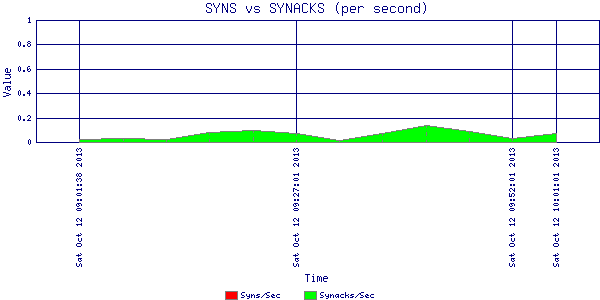 SYNS vs SYNACKS (per second)
Value
1
0.8
0.6
0.4
0.2
0
Sat Oct 12 09:01:38 2013
Sat Oct 12 09:27:01 2013
Sat Oct 12 09:52:01 2013
Sat Oct 12 10:01:01 2013
Time
Syns/Sec
Synacks/Sec